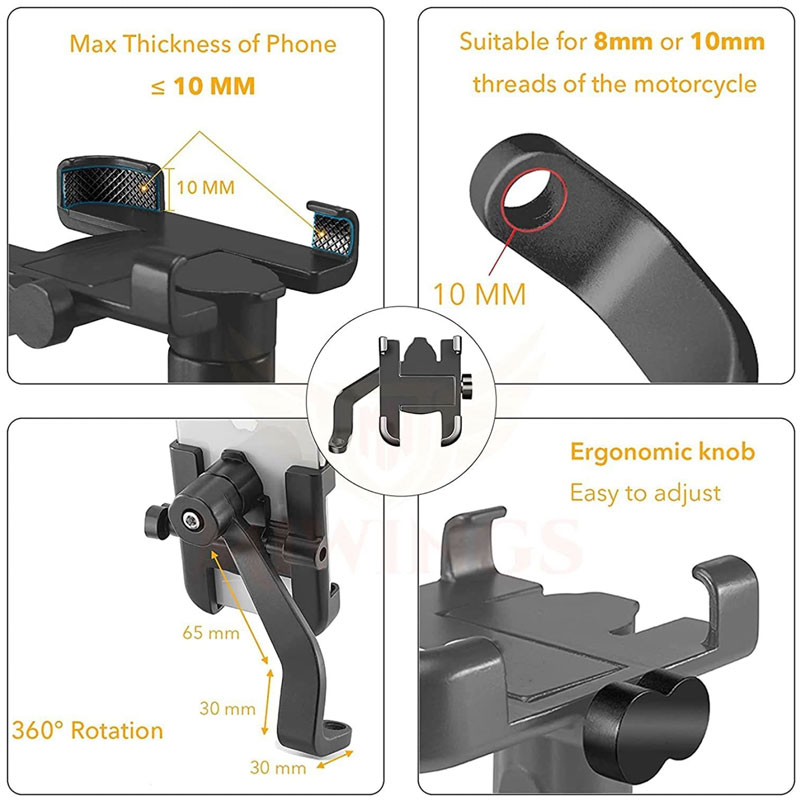 Max Thickness of Phone
≤ 10 MM
10 MM
Suitable for 8mm or 10mm
threads of the motorcycle
10 MM
65 mm
30 mm
360° Rotation
30 mm
Ergonomic knob
Easy to adjust